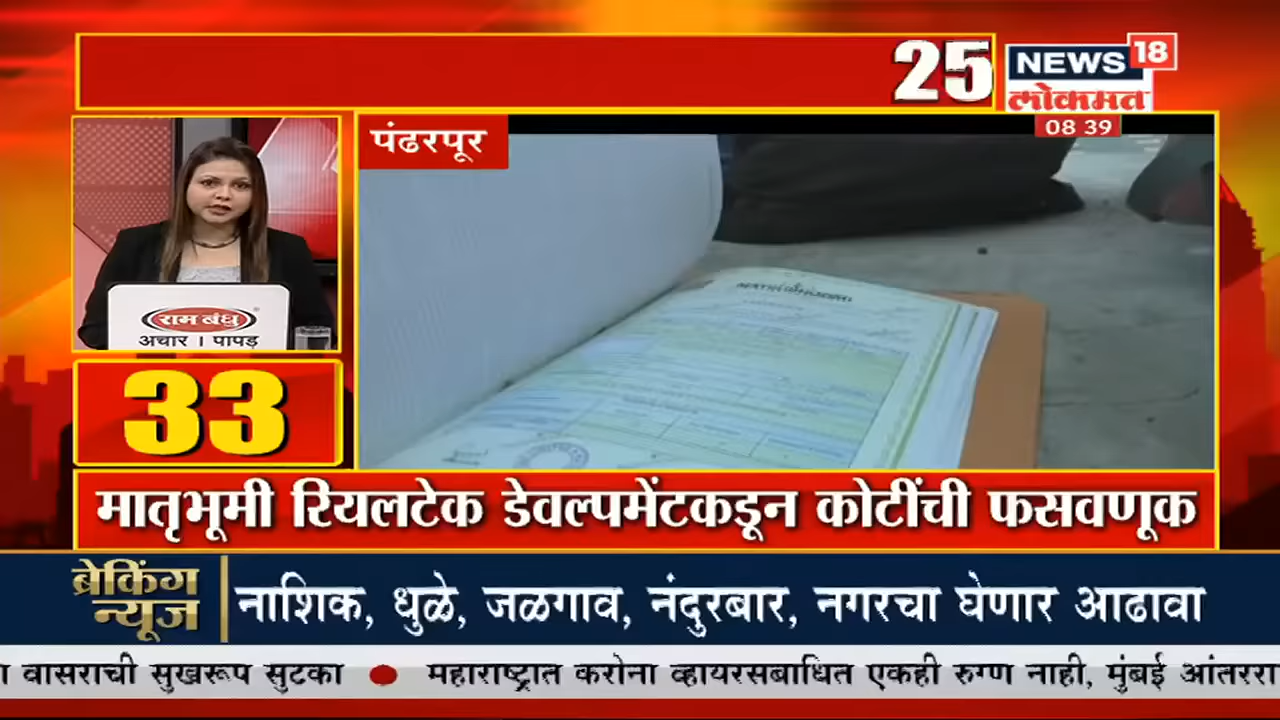 25
NEWS 18
लोकमत
08 39
पंढरपूर
राम बंधु
अचार । पापड़
33
मातृभूमी रियलटेक डेवल्पमेंटकडून कोटींची फसवणूक
ब्रेकिंग
न्यूज
नाशिक, धुळे, जळगाव, नंदुरबार, नगरचा घेणार आढावा
वासराची सुखरूप सुटका ● महाराष्ट्रात करोना व्हायरसबाधित एकही रुग्ण नाही, मुंबई आंतररा